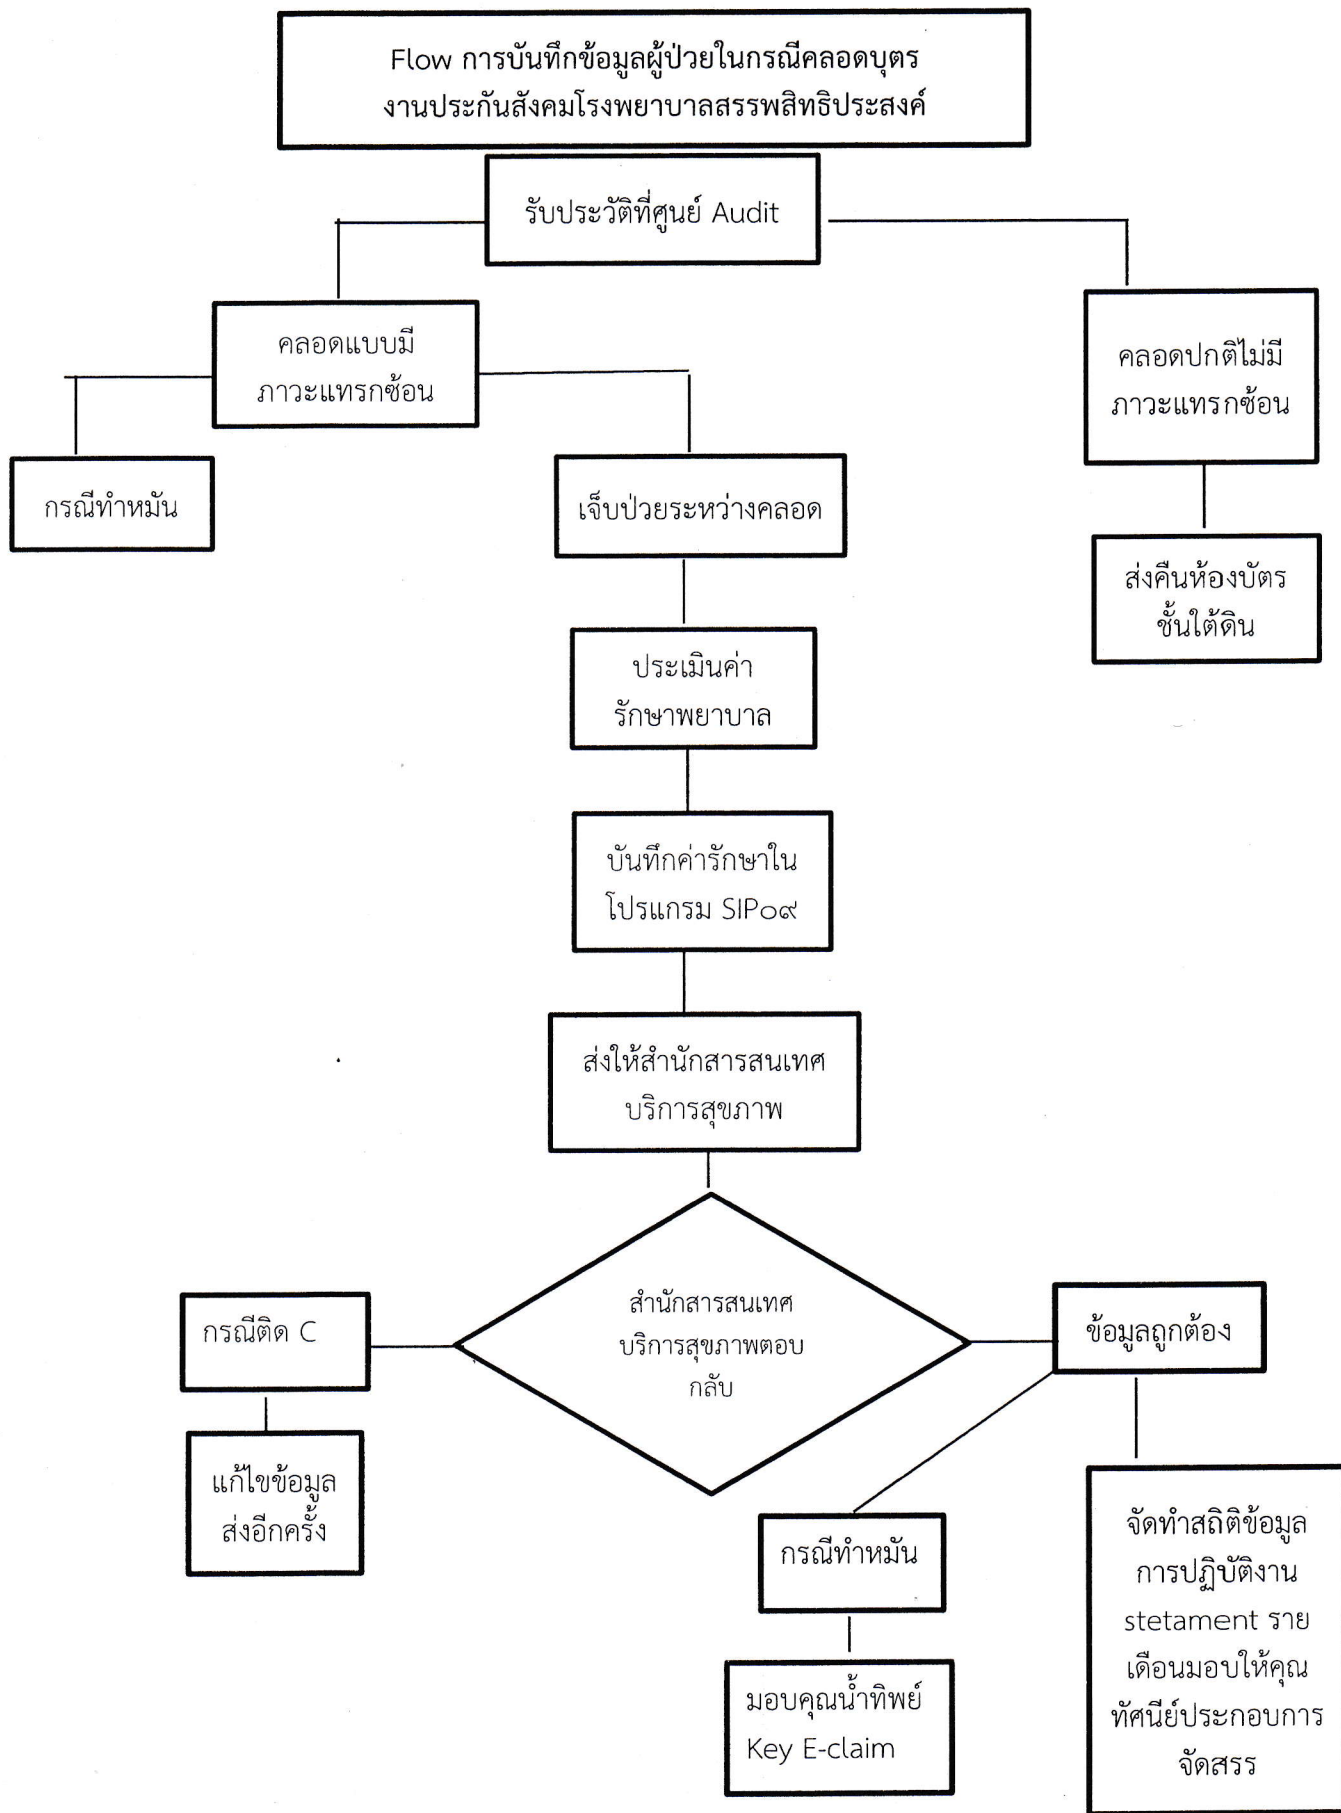 Flow การบันทึกข้อมูลผู้ป่วยในกรณีคลอดบุตร
งานประกันสังคมโรงพยาบาลสรรพสิทธิประสงค์
รับประวัติที่ศูนย์ Audit
คลอดแบบมี
ภาวะแทรกซ้อน
คลอดปกติไม่มี
ภาวะแทรกซ้อน
กรณีทำหมัน
เจ็บป่วยระหว่างคลอด
ส่งคืนห้องบัตร
ชั้นใต้ดิน
ประเมินค่า
รักษาพยาบาล
บันทึกค่ารักษาใน
โปรแกรม SIP๐๙
ส่งให้สำนักสารสนเทศ
บริการสุขภาพ
สำนักสารสนเทศ
บริการสุขภาพตอบ
กลับ
กรณีติด C
ข้อมูลถูกต้อง
แก้ไขข้อมูล
ส่งอีกครั้ง
กรณีทำหมัน
มอบคุณน้ำทิพย์
Key E-claim
จัดทำสถิติข้อมูล
การปฏิบัติงาน
stetament ราย
เดือนมอบให้คุณ
ทัศนีย์ประกอบการ
จัดสรร